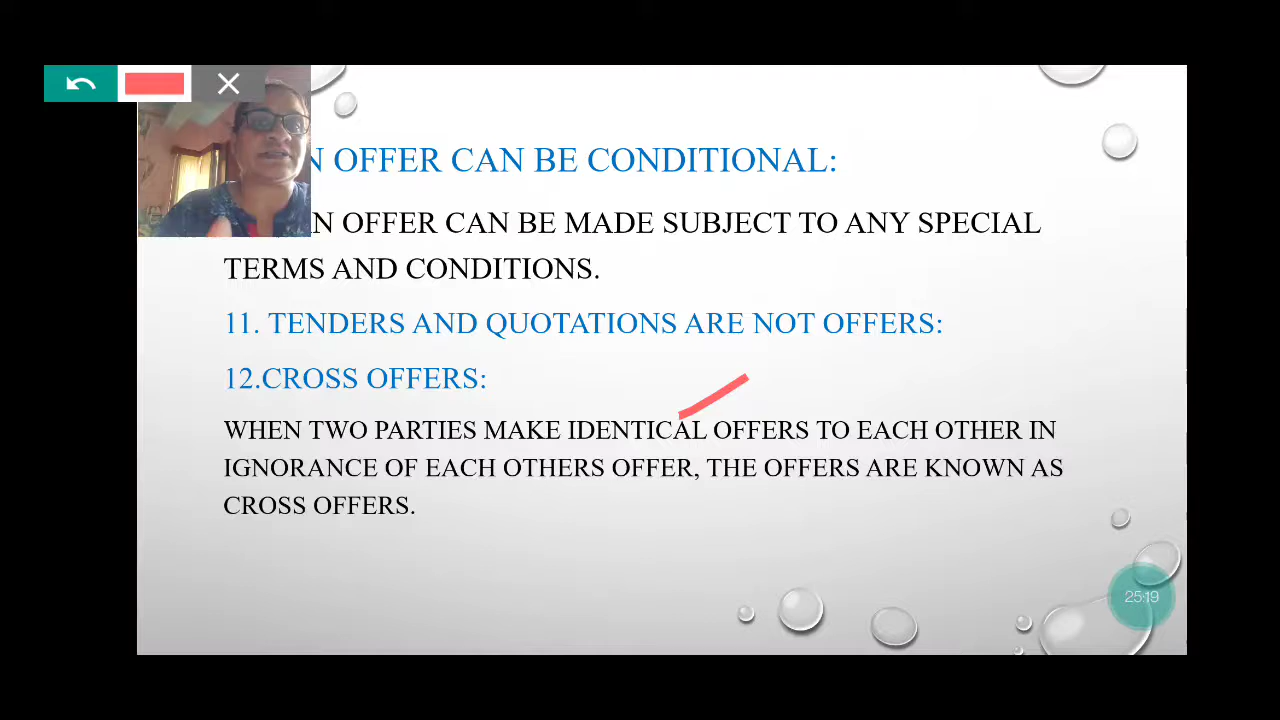 OFFER CAN BE CONDITIONAL:
OFFER CAN BE MADE SUBJECT TO ANY SPECIAL
TERMS AND CONDITIONS.
11. TENDERS AND QUOTATIONS ARE NOT OFFERS:
12.CROSS OFFERS:
WHEN TWO PARTIES MAKE IDENTICAL OFFERS TO EACH OTHER IN
IGNORANCE OF EACH OTHERS OFFER, THE OFFERS ARE KNOWN AS
CROSS OFFERS.
25:19